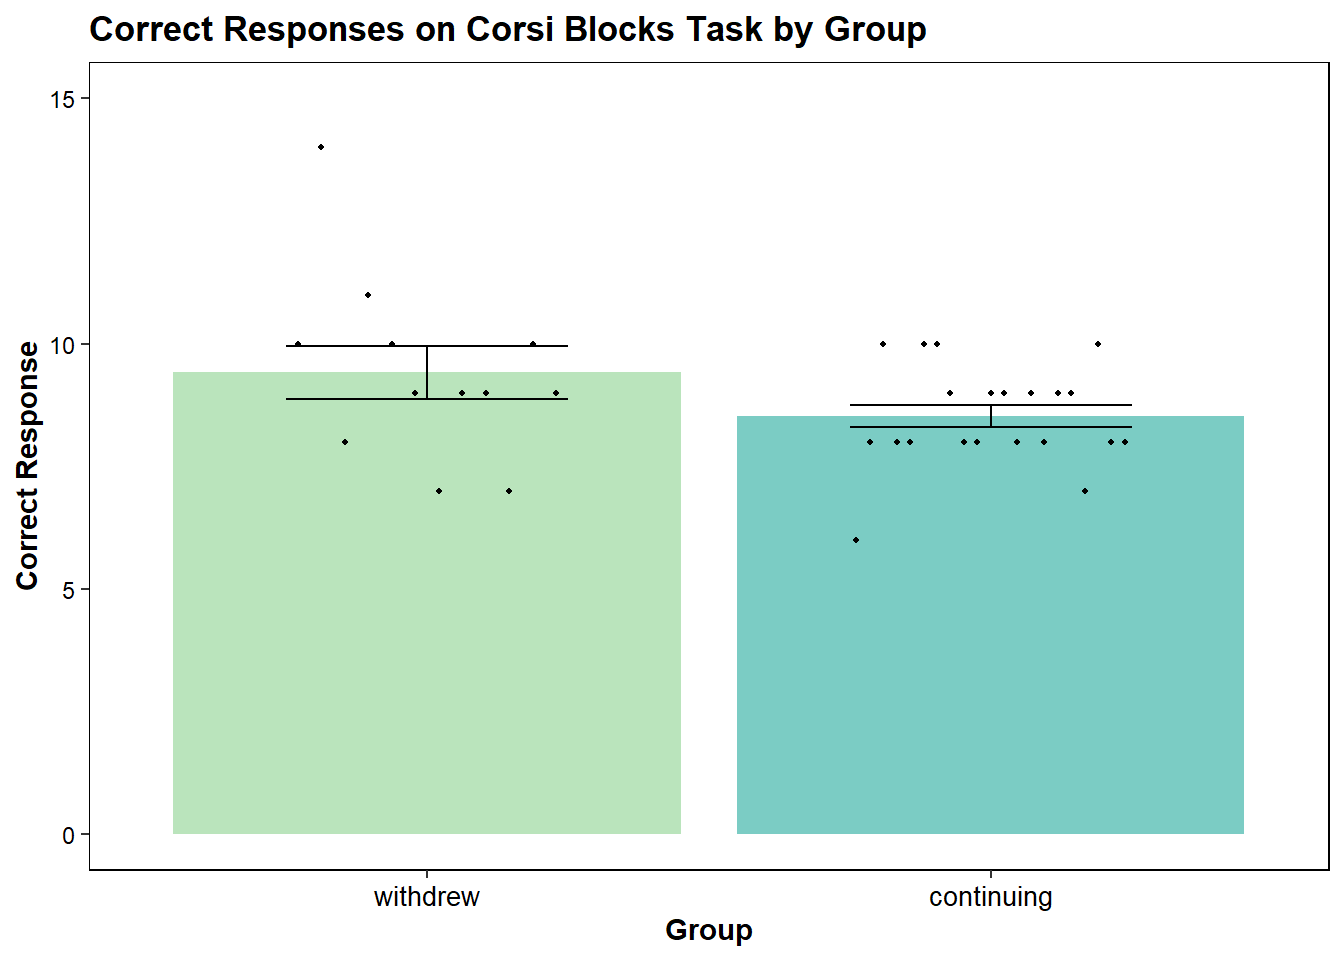 Correct Responses on Corsi Blocks Task by Group
15
10
5
0
Correct Response
withdrew
continuing
Group